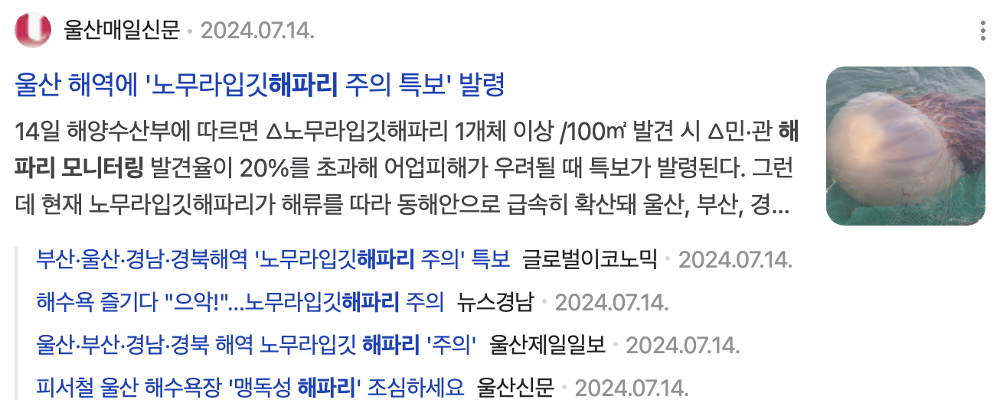 울산매일신문 · 2024.07.14.
울산 해역에 '노무라입깃해파리 주의 특보' 발령
14일 해양수산부에 따르면 △노무라입깃해파리 1개체 이상 /100㎡ 발견 시 △민·관 해
파리 모니터링 발견율이 20%를 초과해 어업피해가 우려될 때 특보가 발령된다. 그런
데 현재 노무라입깃해파리가 해류를 따라 동해안으로 급속히 확산돼 울산, 부산, 경...
부산·울산·경남·경북해역 '노무라입깃해파리 주의' 특보 글로벌이코노믹 · 2024.07.14.
해수욕 즐기다 "으악!"...노무라입깃해파리 주의 뉴스경남 · 2024.07.14.
울산·부산·경남·경북 해역 노무라입깃 해파리 '주의' 울산제일일보 · 2024.07.14.
피서철 울산 해수욕장 '맹독성 해파리' 조심하세요 울산신문 · 2024.07.14.